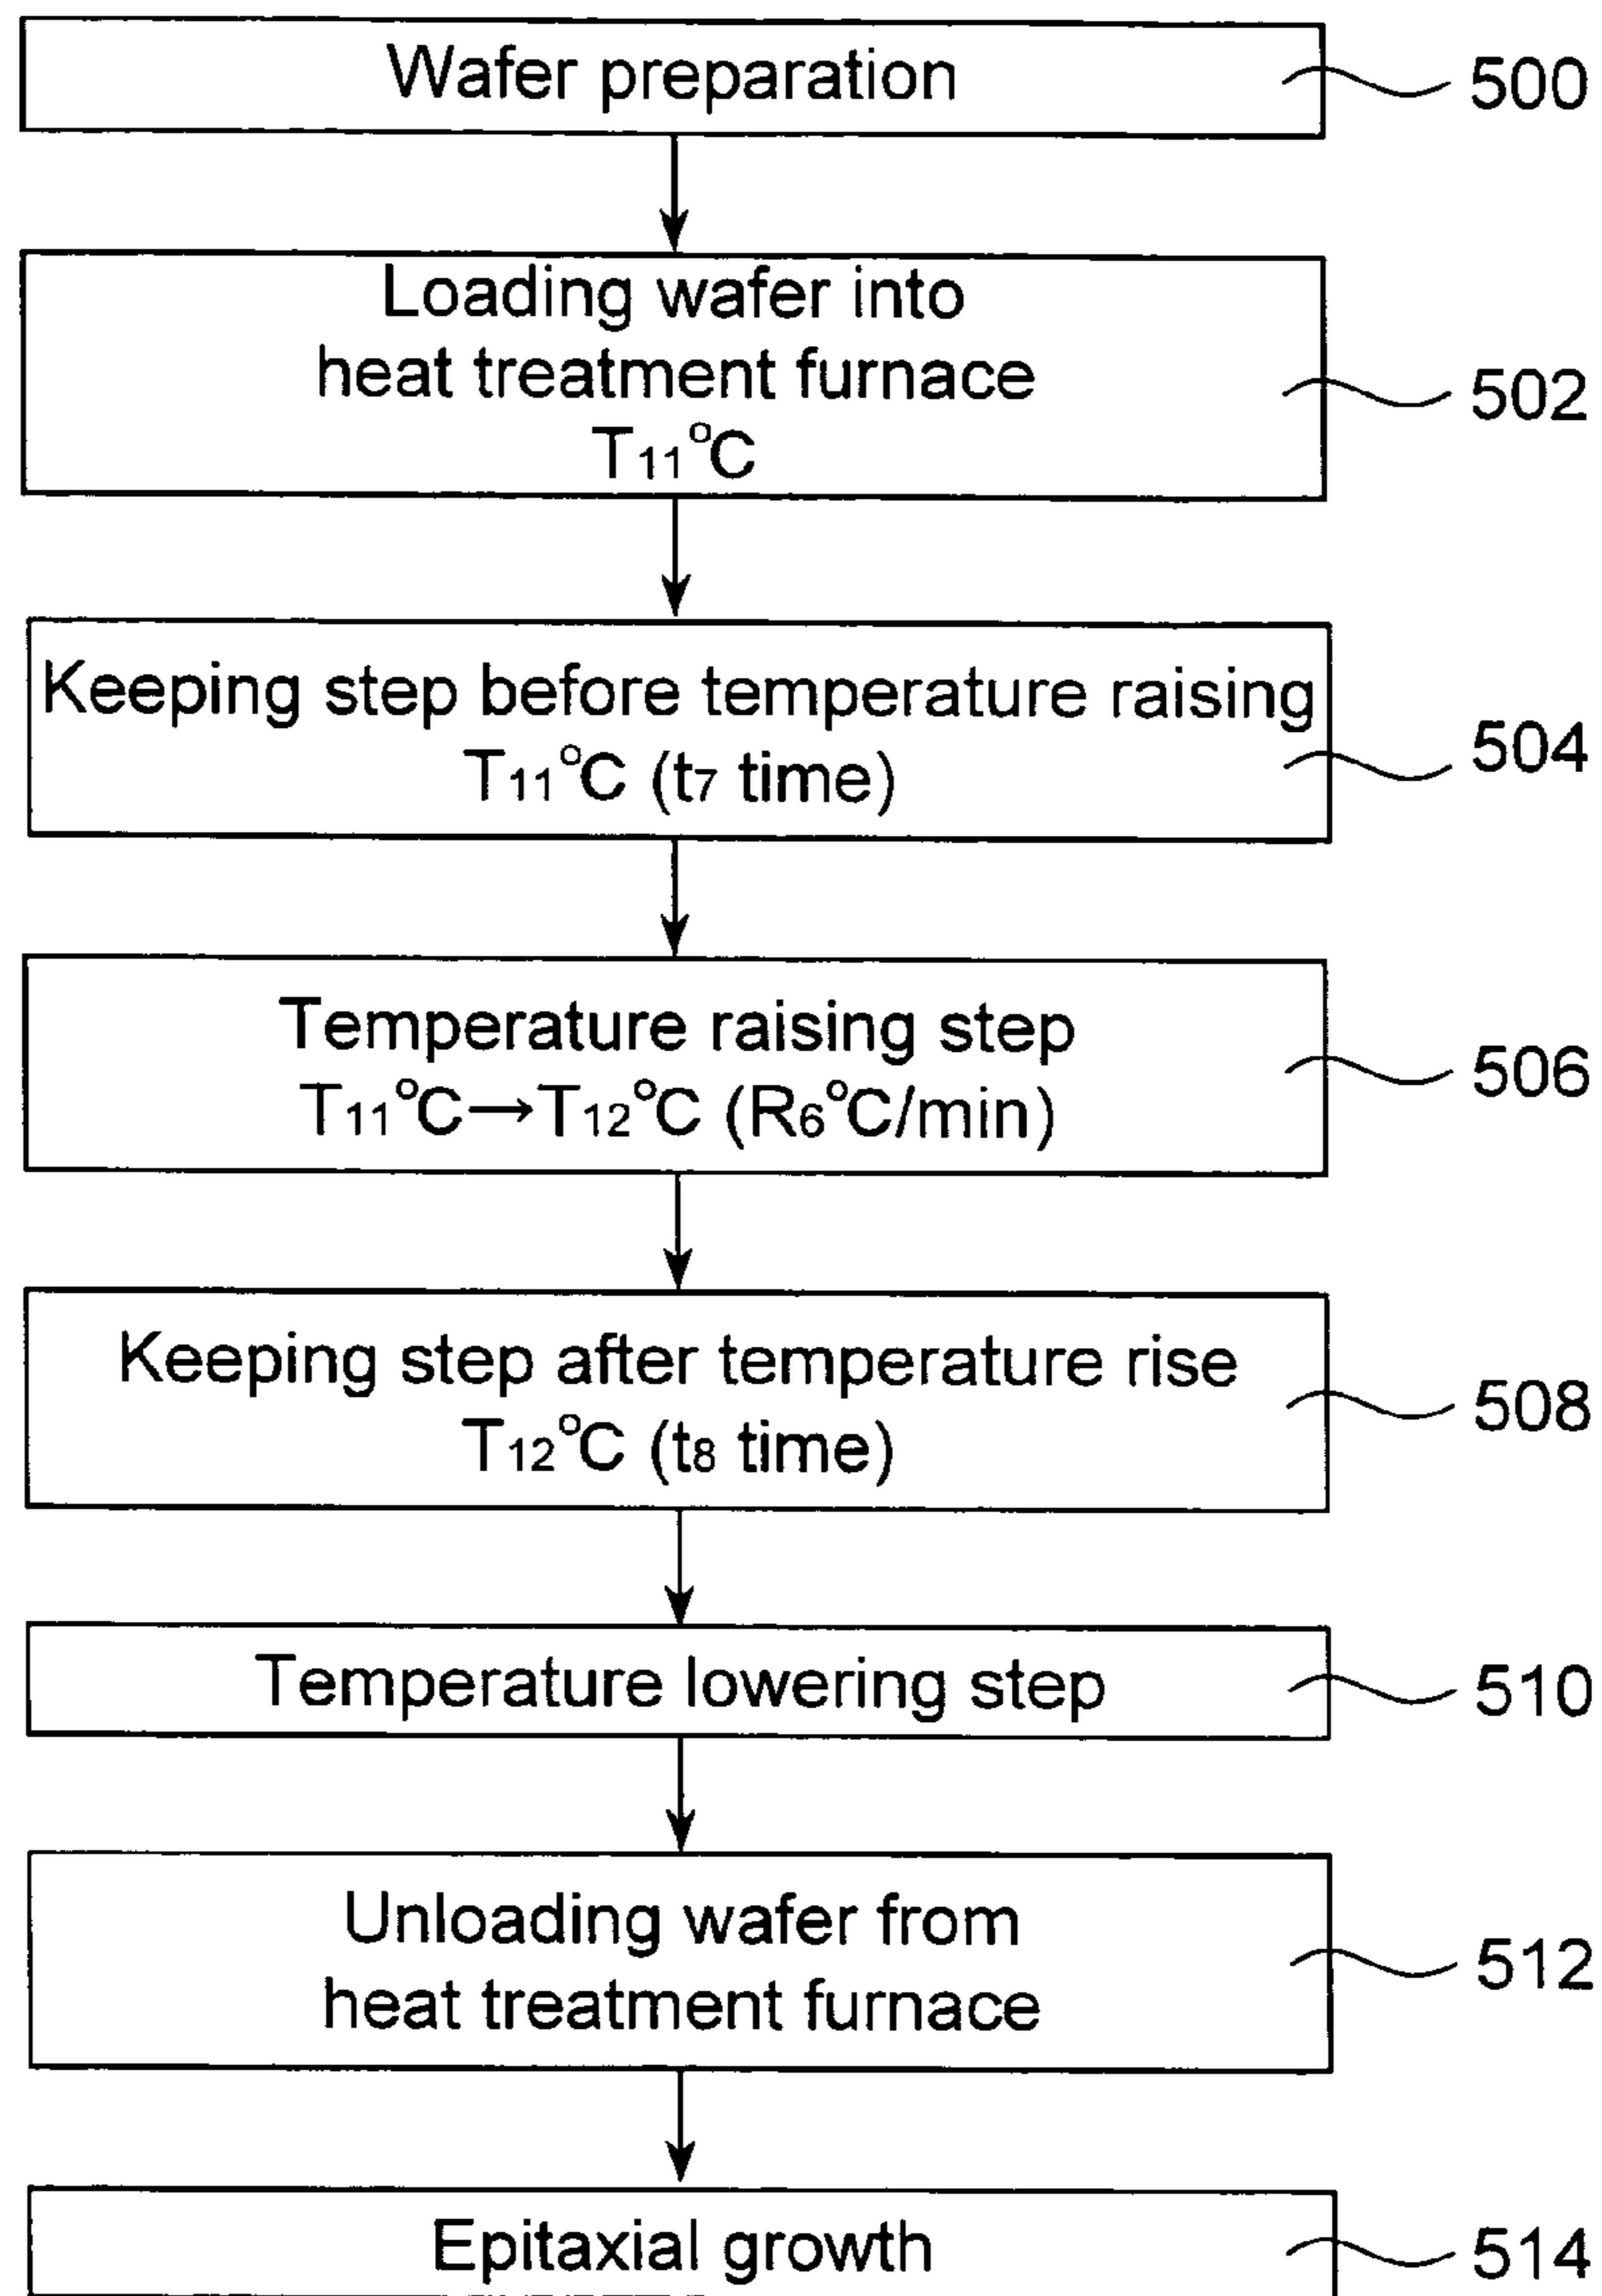 Wafer preparation
500
Loading wafer into
heat treatment furnace
T₁₁°C
502
Keeping step before temperature raising
T₁₁°C (t₇ time)
504
Temperature raising step
T₁₁°C→T₁₂°C (R₆°C/min)
506
Keeping step after temperature rise
T₁₂°C (t₈ time)
508
Temperature lowering step
510
Unloading wafer from
heat treatment furnace
512
Epitaxial growth
514